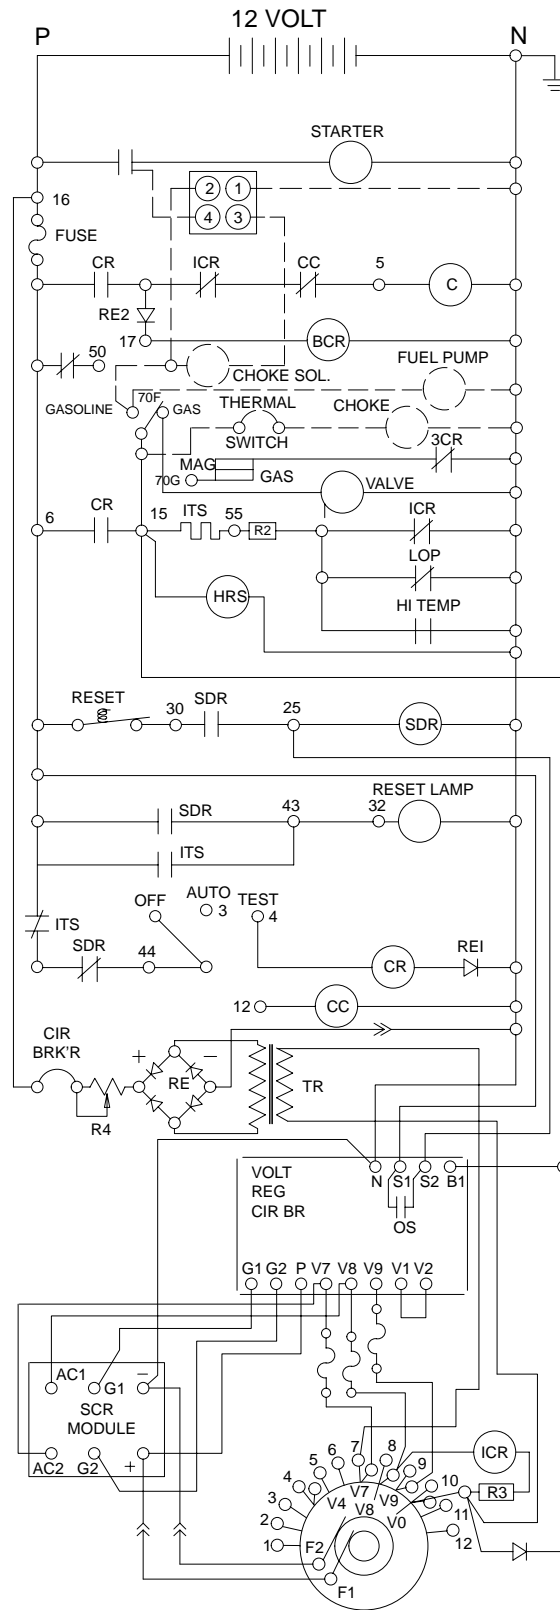 12 VOLT
P N
STARTER
16
2 1
4 3
FUSE
CR ICR CC 5 C
RE2
17 BCR
50
FUEL PUMP
CHOKE SOL.
70F
GASOLINE GAS
THERMAL CHOKE
SWITCH
3CR
MAG
70G GAS
VALVE
6 CR 15 ITS 55 R2 ICR
LOP
HRS HI TEMP
RESET 30 SDR 25 SDR
RESET LAMP
SDR 43 32
ITS
OFF AUTO TEST
3 4
ITS
SDR 44 CR REI
12 CC
CIR
BRK'R
+ −
RE TR
R4
VOLT N S1 S2 B1
REG
CIR BR OS
G1 G2 P V7 V8 V9 V1 V2
AC1 G1 −
SCR
MODULE
AC2 G2 +
ICR
R3
1 2 3 4 5 6 7 8 9 10 11 12
V4 V7 V8 V9 V0
F2
F1